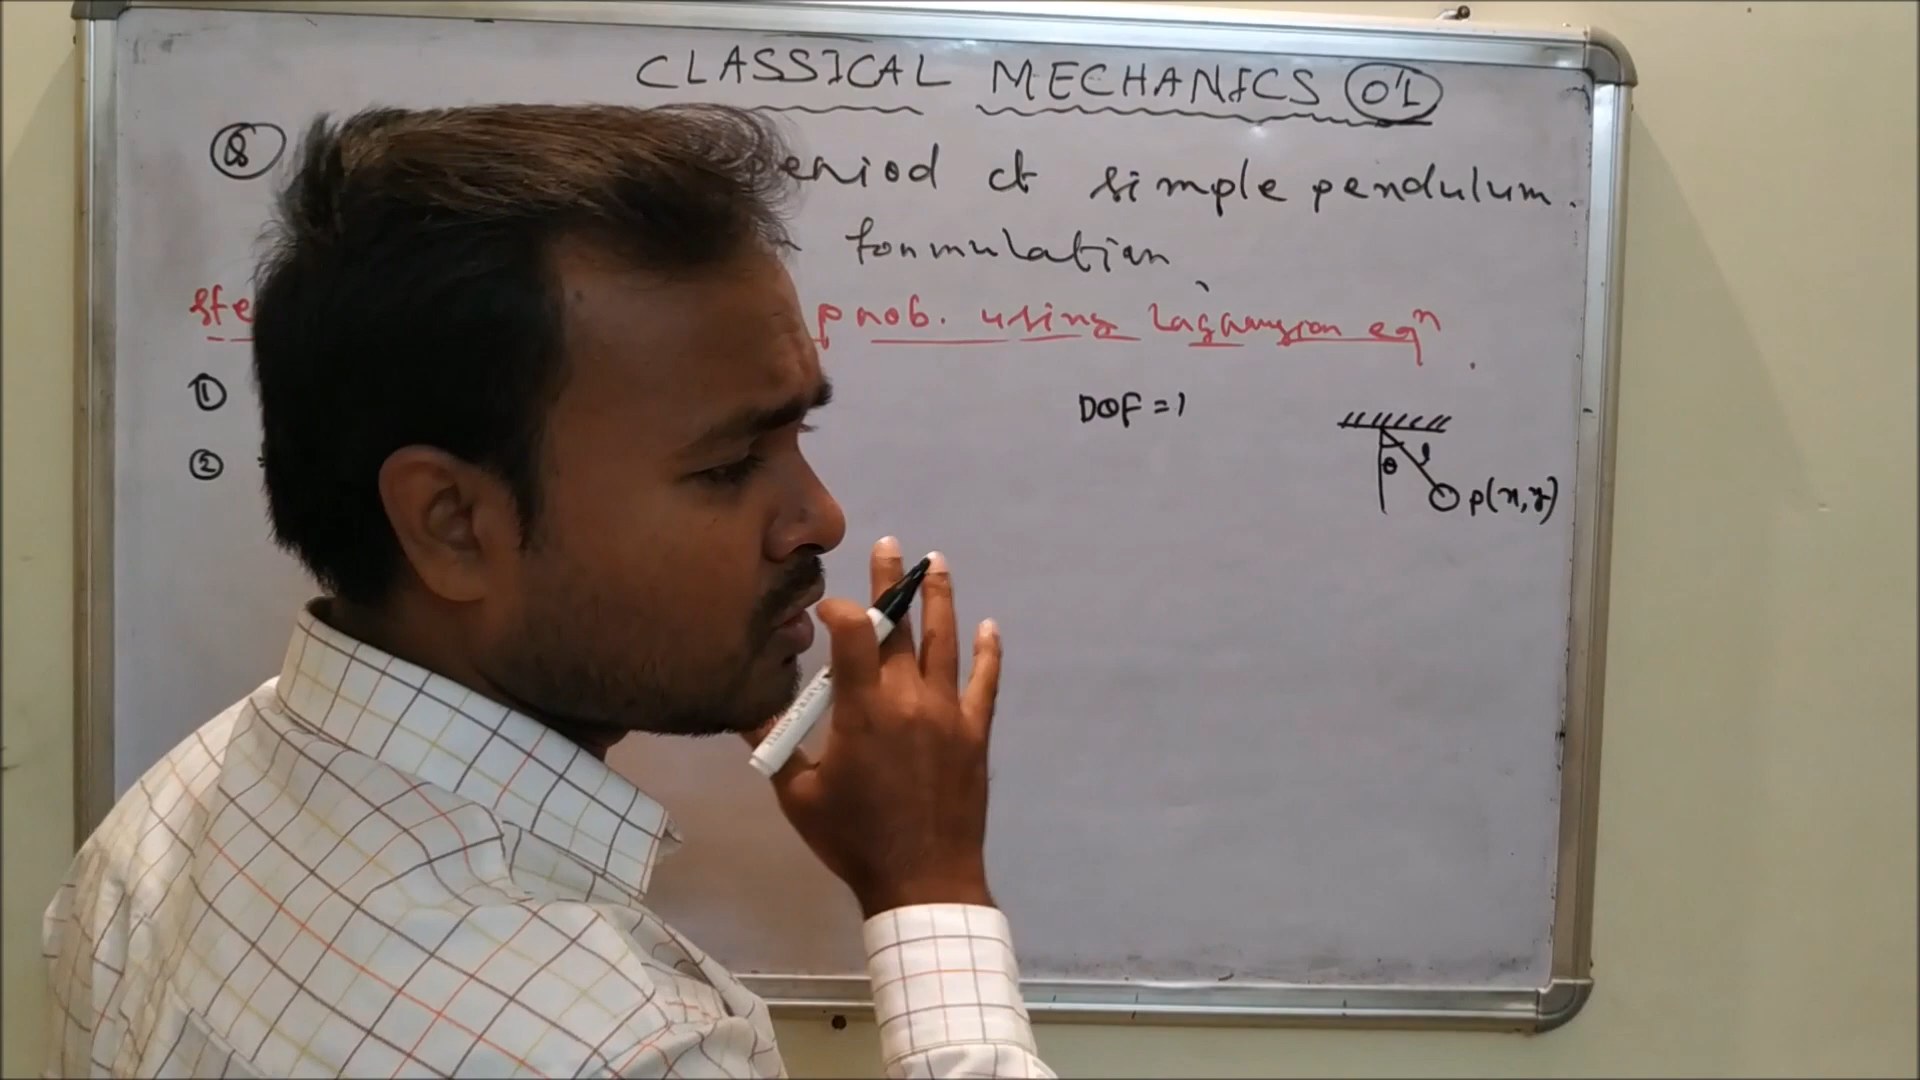 CLASSICAL MECHANICS 01
Q period of simple pendulum.
formulation
Ste prob. using Lagrangian eqn
① DOF = 1
②
θ l
P(x,y)